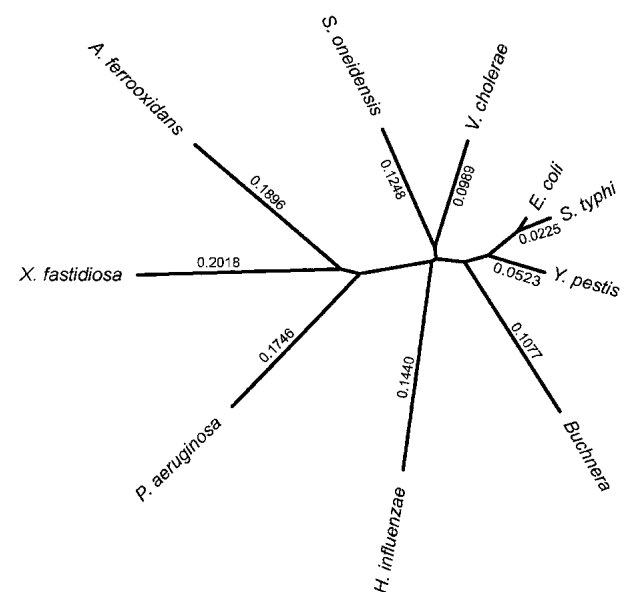 S. oneidensis
V. cholerae
A. ferrooxidans
E. coli
S. typhi
0.1248
0.0989
0.1896
0.0225
X. fastidiosa
0.2018
0.0523
Y. pestis
0.1746
0.1077
0.1440
P. aeruginosa
Buchnera
H. influenzae